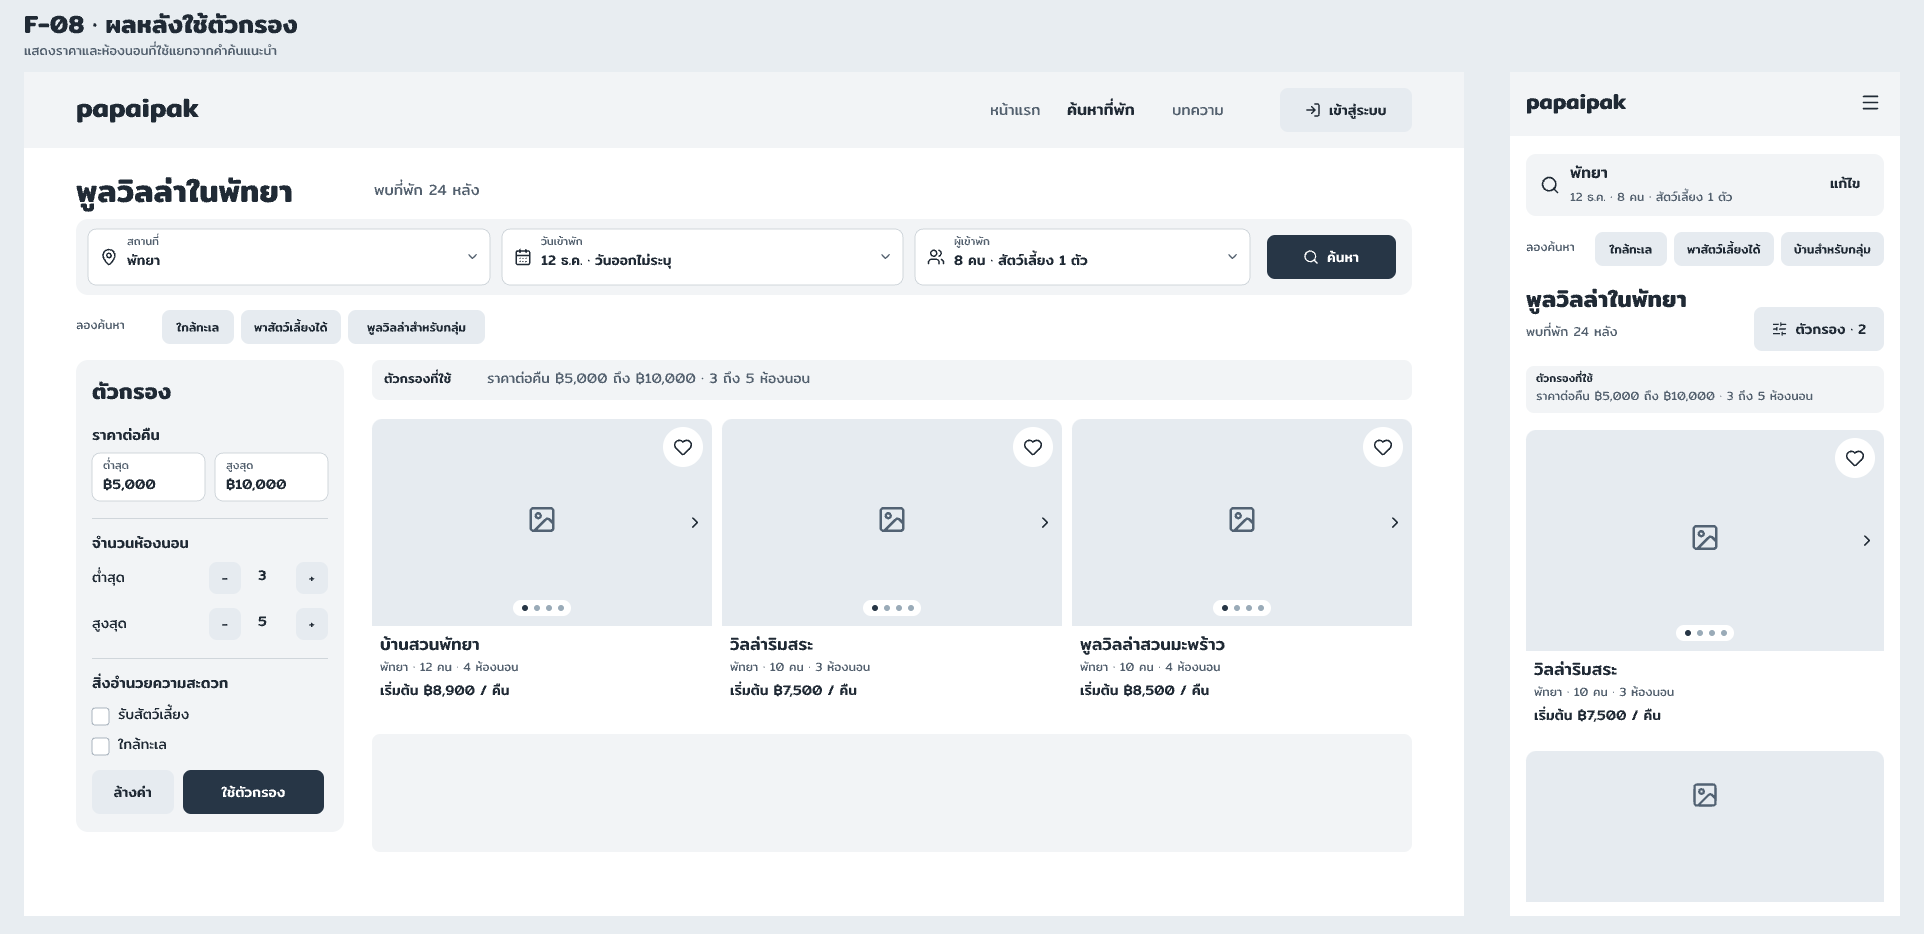 F-08 · ผลหลังใช้ตัวกรอง
แสดงราคาและห้องนอนที่ใช้แยกจากคำค้นแนะนำ
papaipak
หน้าแรก ค้นหาที่พัก บทความ เข้าสู่ระบบ
พูลวิลล่าในพัทยา พบที่พัก 24 หลัง
สถานที่
พัทยา
วันเข้าพัก
12 ธ.ค. · วันออกไม่ระบุ
ผู้เข้าพัก
8 คน · สัตว์เลี้ยง 1 ตัว
ค้นหา
ลองค้นหา ใกล้ทะเล พาสัตว์เลี้ยงได้ พูลวิลล่าสำหรับกลุ่ม
ตัวกรอง
ราคาต่อคืน
ต่ำสุด
฿5,000
สูงสุด
฿10,000
จำนวนห้องนอน
ต่ำสุด - 3 +
สูงสุด - 5 +
สิ่งอำนวยความสะดวก
รับสัตว์เลี้ยง
ใกล้ทะเล
ล้างค่า ใช้ตัวกรอง
ตัวกรองที่ใช้ ราคาต่อคืน ฿5,000 ถึง ฿10,000 · 3 ถึง 5 ห้องนอน
บ้านสวนพัทยา
พัทยา · 12 คน · 4 ห้องนอน
เริ่มต้น ฿8,900 / คืน
วิลล่าริมสระ
พัทยา · 10 คน · 3 ห้องนอน
เริ่มต้น ฿7,500 / คืน
พูลวิลล่าสวนมะพร้าว
พัทยา · 10 คน · 4 ห้องนอน
เริ่มต้น ฿8,500 / คืน
papaipak
พัทยา
12 ธ.ค. · 8 คน · สัตว์เลี้ยง 1 ตัว
แก้ไข
ลองค้นหา ใกล้ทะเล พาสัตว์เลี้ยงได้ บ้านสำหรับกลุ่ม
พูลวิลล่าในพัทยา
พบที่พัก 24 หลัง
ตัวกรอง · 2
ตัวกรองที่ใช้
ราคาต่อคืน ฿5,000 ถึง ฿10,000 · 3 ถึง 5 ห้องนอน
วิลล่าริมสระ
พัทยา · 10 คน · 3 ห้องนอน
เริ่มต้น ฿7,500 / คืน